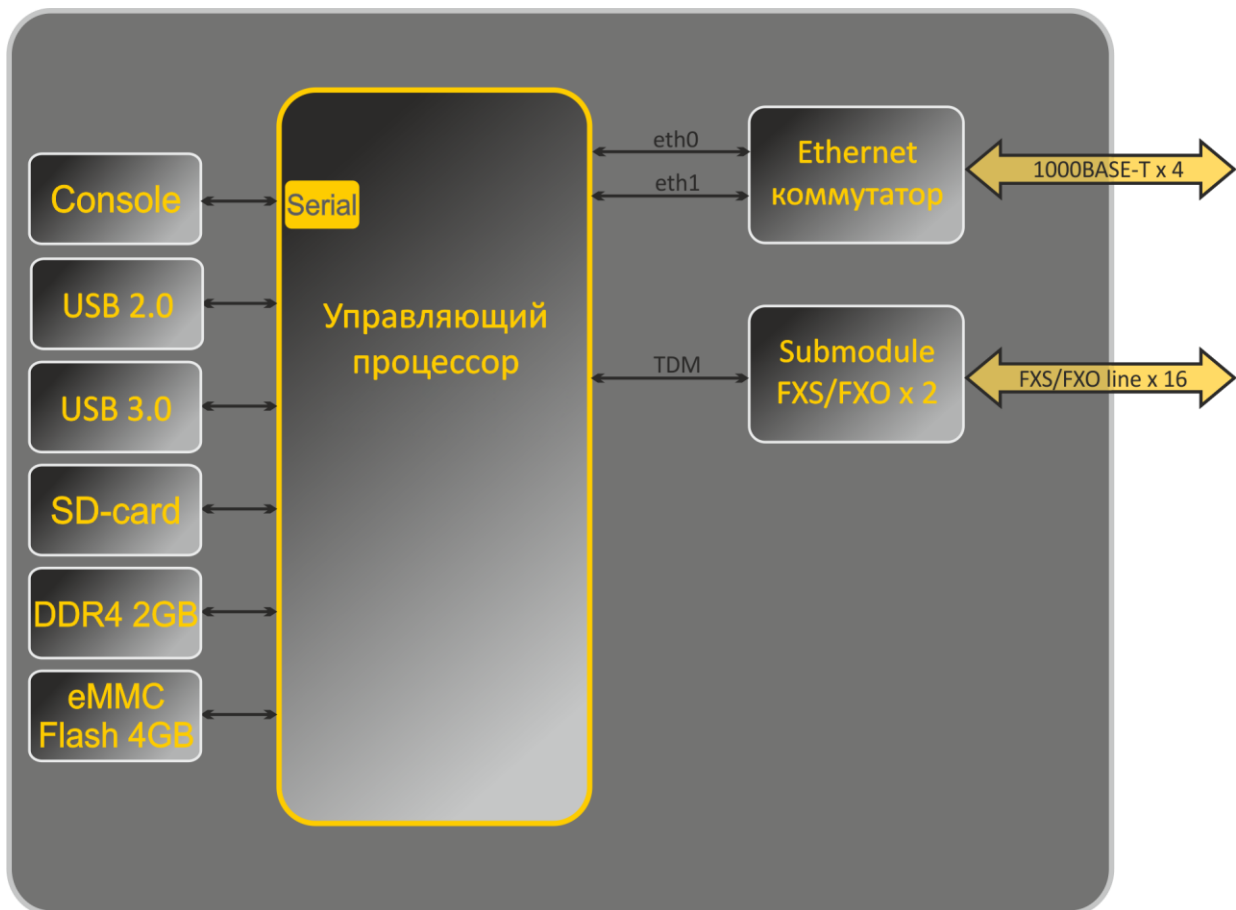 Console
USB 2.0
USB 3.0
SD-card
DDR4 2GB
eMMC
Flash 4GB
Serial
Управляющий
процессор
eth0
eth1
TDM
Ethernet
коммутатор
1000BASE-T x 4
Submodule
FXS/FXO x 2
FXS/FXO line x 16